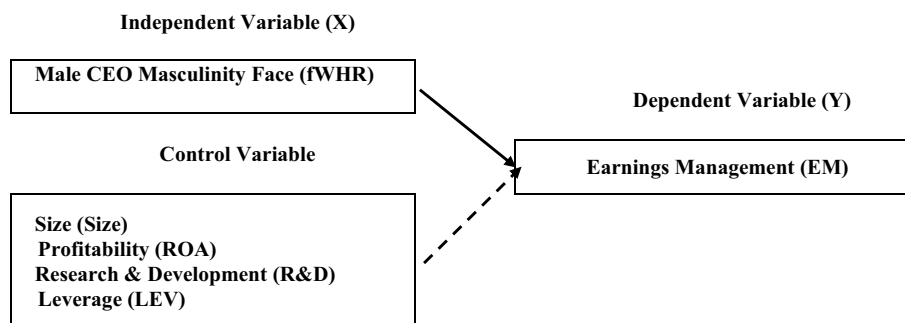 Independent Variable (X)
Male CEO Masculinity Face (fWHR)
Dependent Variable (Y)
Control Variable
Earnings Management (EM)
Size (Size)
Profitability (ROA)
Research & Development (R&D)
Leverage (LEV)